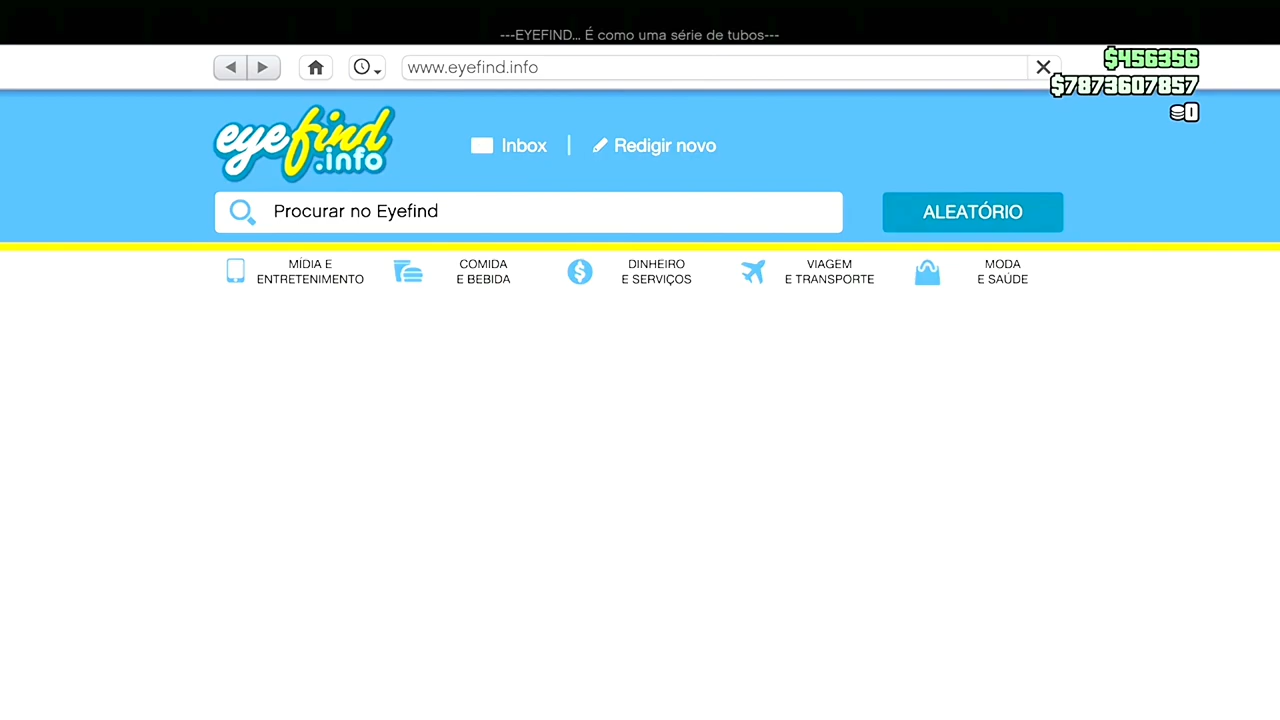 ---EYEFIND... É como uma série de tubos---
www.eyefind.info
$456356
$7873607857
0
eyefind
.info
Inbox | Redigir novo
Procurar no Eyefind
ALEATÓRIO
MÍDIA E
ENTRETENIMENTO
COMIDA
E BEBIDA
DINHEIRO
E SERVIÇOS
VIAGEM
E TRANSPORTE
MODA
E SAÚDE